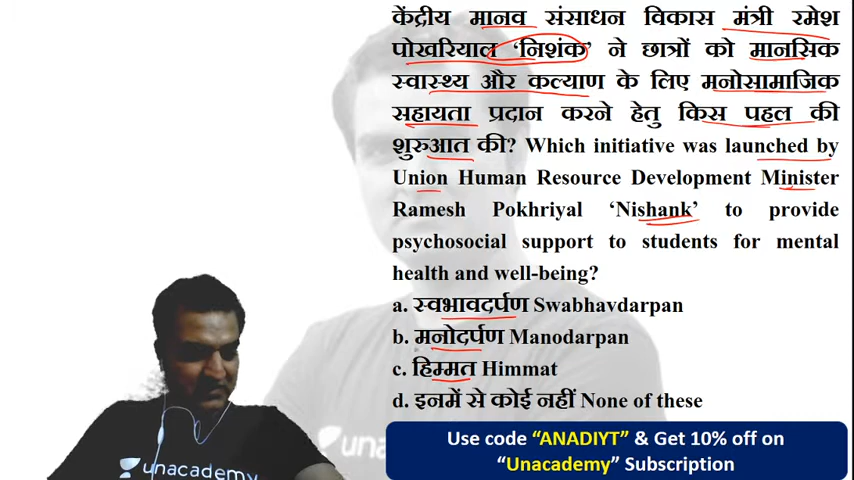 केंद्रीय मानव संसाधन विकास मंत्री रमेश
पोखरियाल ‘निशंक’ ने छात्रों को मानसिक
स्वास्थ्य और कल्याण के लिए मनोसामाजिक
सहायता प्रदान करने हेतु किस पहल की
शुरुआत की? Which initiative was launched by
Union Human Resource Development Minister
Ramesh Pokhriyal ‘Nishank’ to provide
psychosocial support to students for mental
health and well-being?
a. स्वभावदर्पण Swabhavdarpan
b. मनोदर्पण Manodarpan
c. हिम्मत Himmat
d. इनमें से कोई नहीं None of these
Use code “ANADIYT” & Get 10% off on
“Unacademy” Subscription
unacademy
una